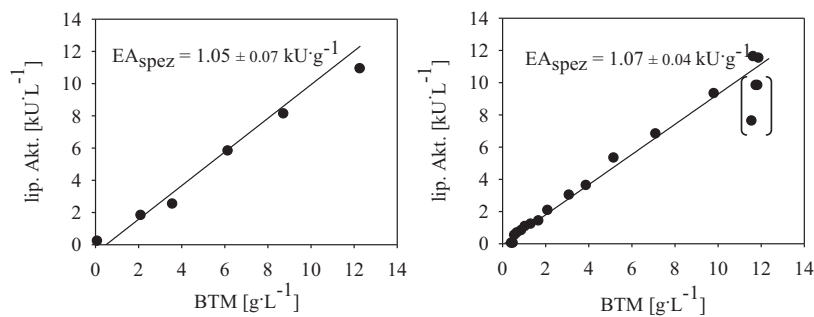 EAspez = 1.05 ± 0.07 kU·g-1
lip. Akt. [kU·L-1]
14
12
10
8
6
4
2
0
0 2 4 6 8 10 12 14
BTM [g·L-1]
EAspez = 1.07 ± 0.04 kU·g-1
lip. Akt. [kU·L-1]
14
12
10
8
6
4
2
0
0 2 4 6 8 10 12 14
BTM [g·L-1]